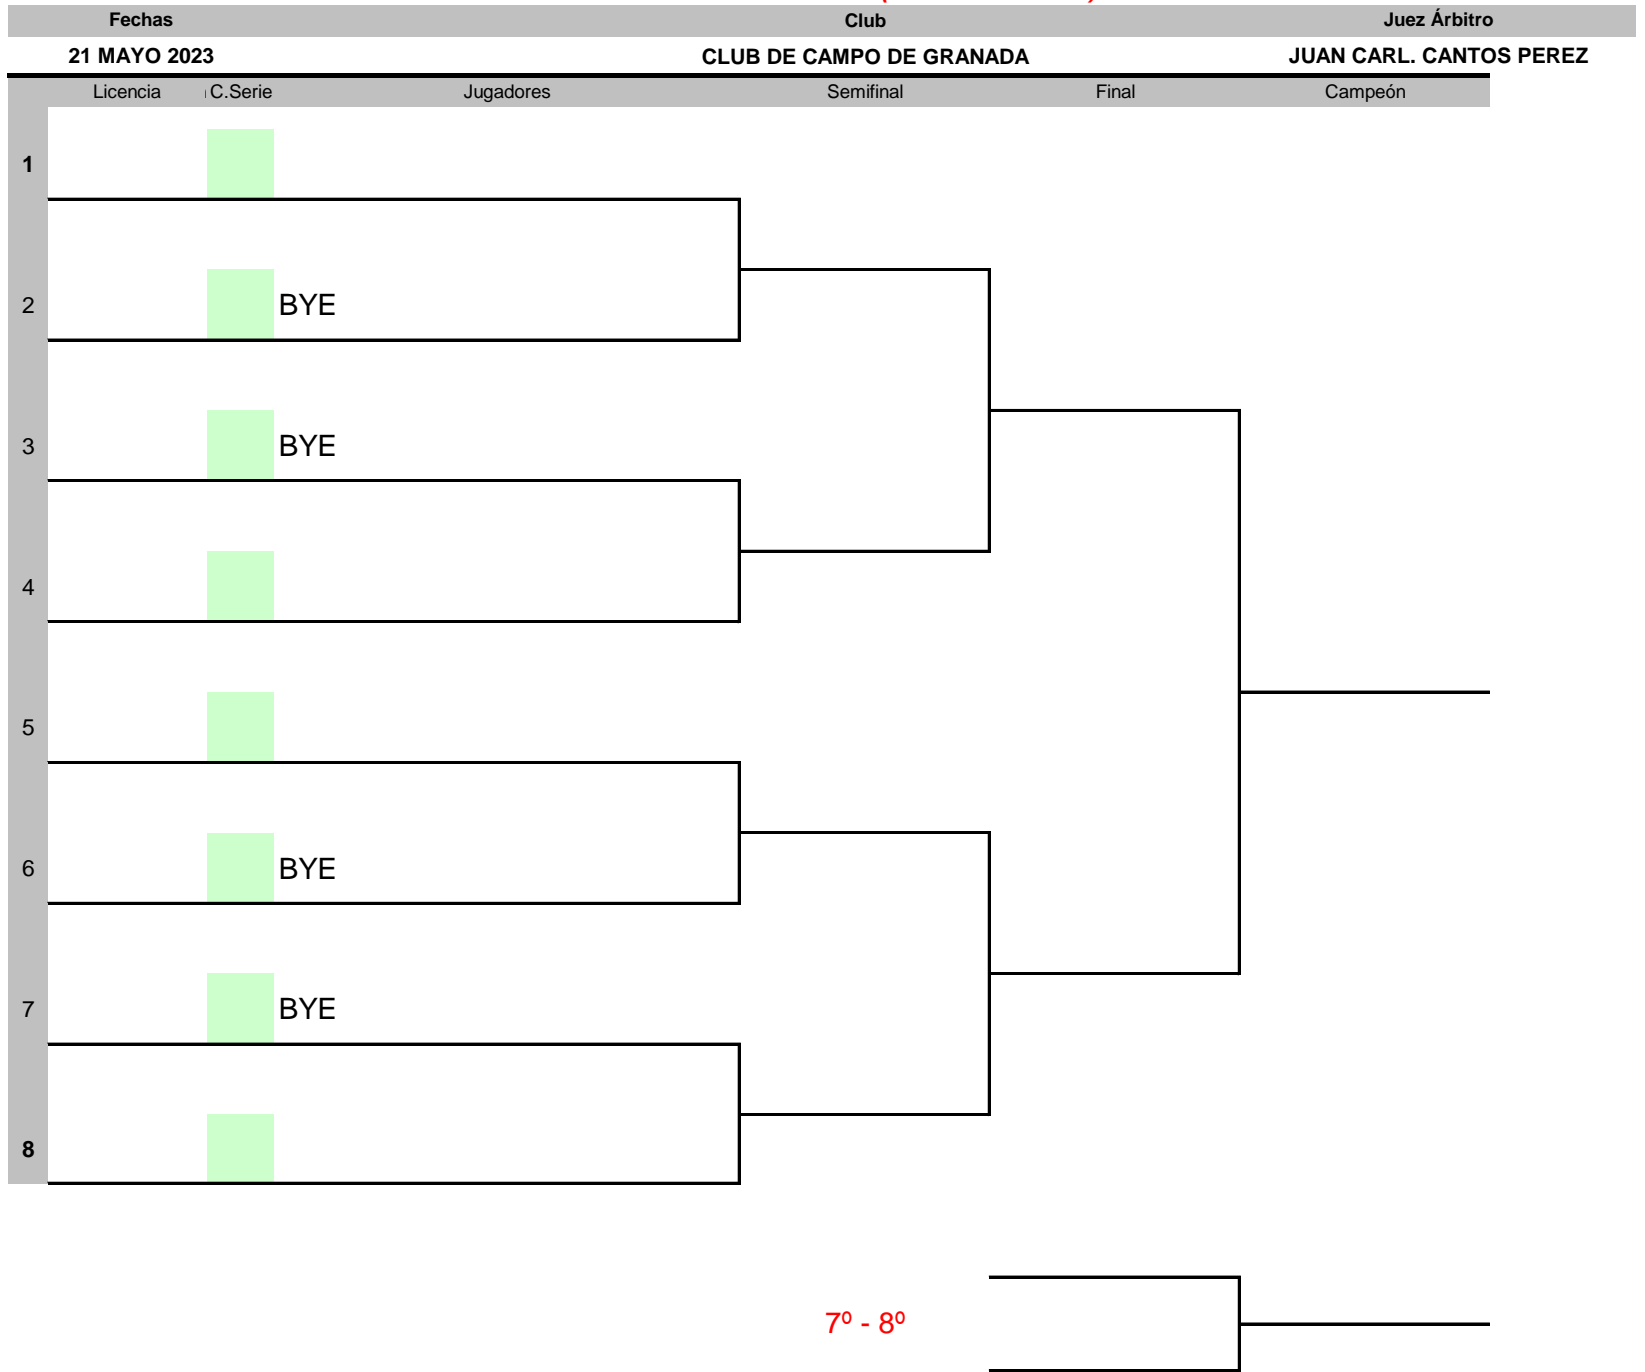 Fechas Club Juez Árbitro
21 MAYO 2023 CLUB DE CAMPO DE GRANADA JUAN CARL. CANTOS PEREZ
Licencia C.Serie Jugadores Semifinal Final Campeón
1
2 BYE
3 BYE
4
5
6 BYE
7 BYE
8
7º - 8º